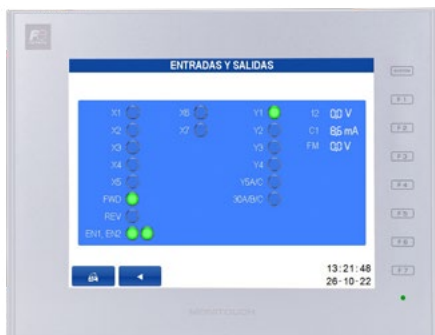 ENTRADAS Y SALIDAS
SYSTEM
X1 X6 Y1 12 0,0 V
X2 X7 Y2 C1 8,6 mA
X3 Y3 FM 0,0 V
X4 Y4
X5 Y5A/C
FWD 30A/B/C
REV
EN1, EN2
F1
F2
F3
F4
F5
F6
F7
13:21:48
26-10-22
MONITOUCH